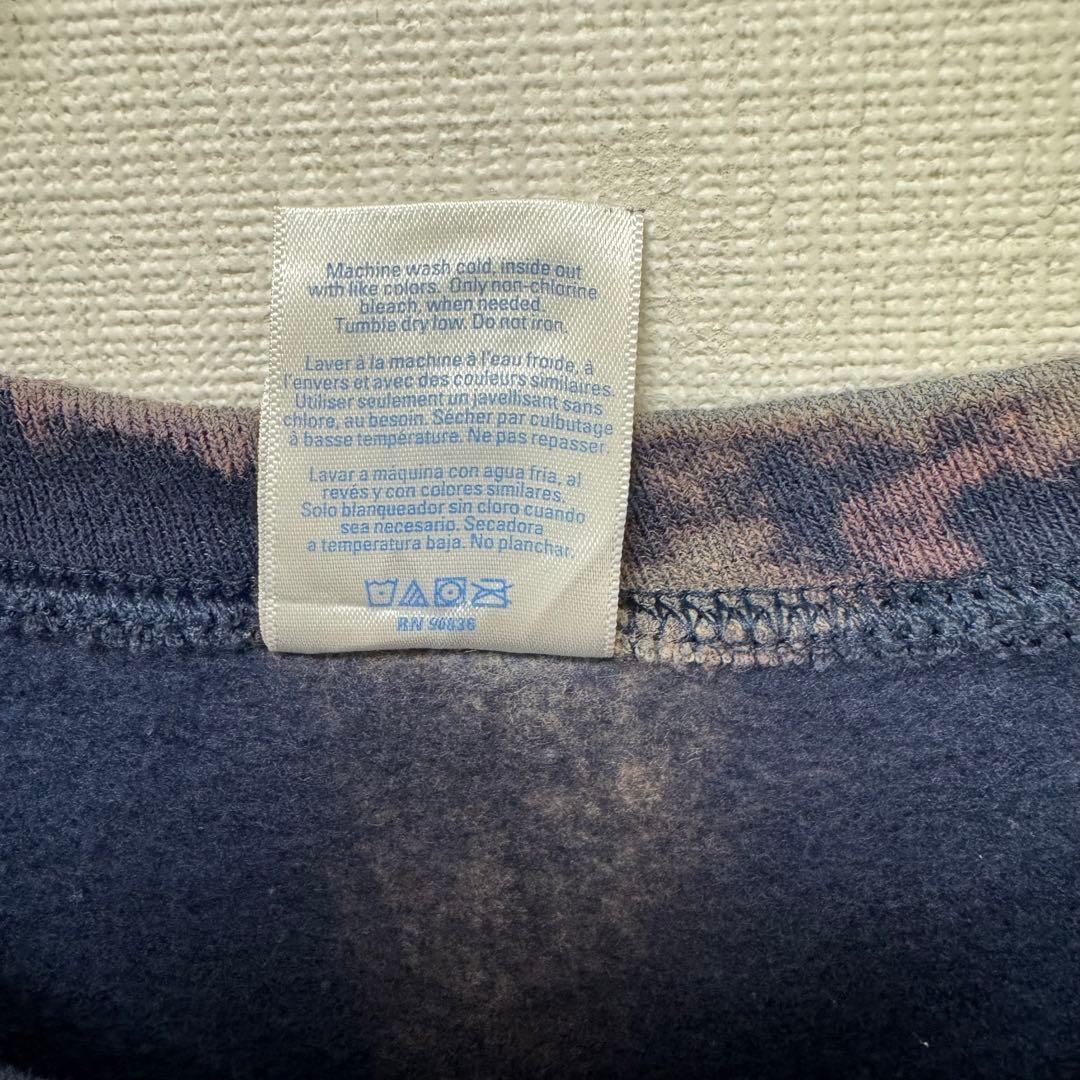 Machine wash cold, inside out
with like colors. Only non-chlorine
bleach, when needed.
Tumble dry low. Do not iron.
Laver à la machine à l'eau froide, à
l'envers et avec des couleurs similaires.
Utiliser seulement un javellisant sans
chlore, au besoin. Sécher par culbutage
à basse température. Ne pas repasser.
Lavar a máquina con agua fría, al
revés y con colores similares.
Solo blanqueador sin cloro cuando
sea necesario. Secadora
a temperatura baja. No planchar.
RN 90836